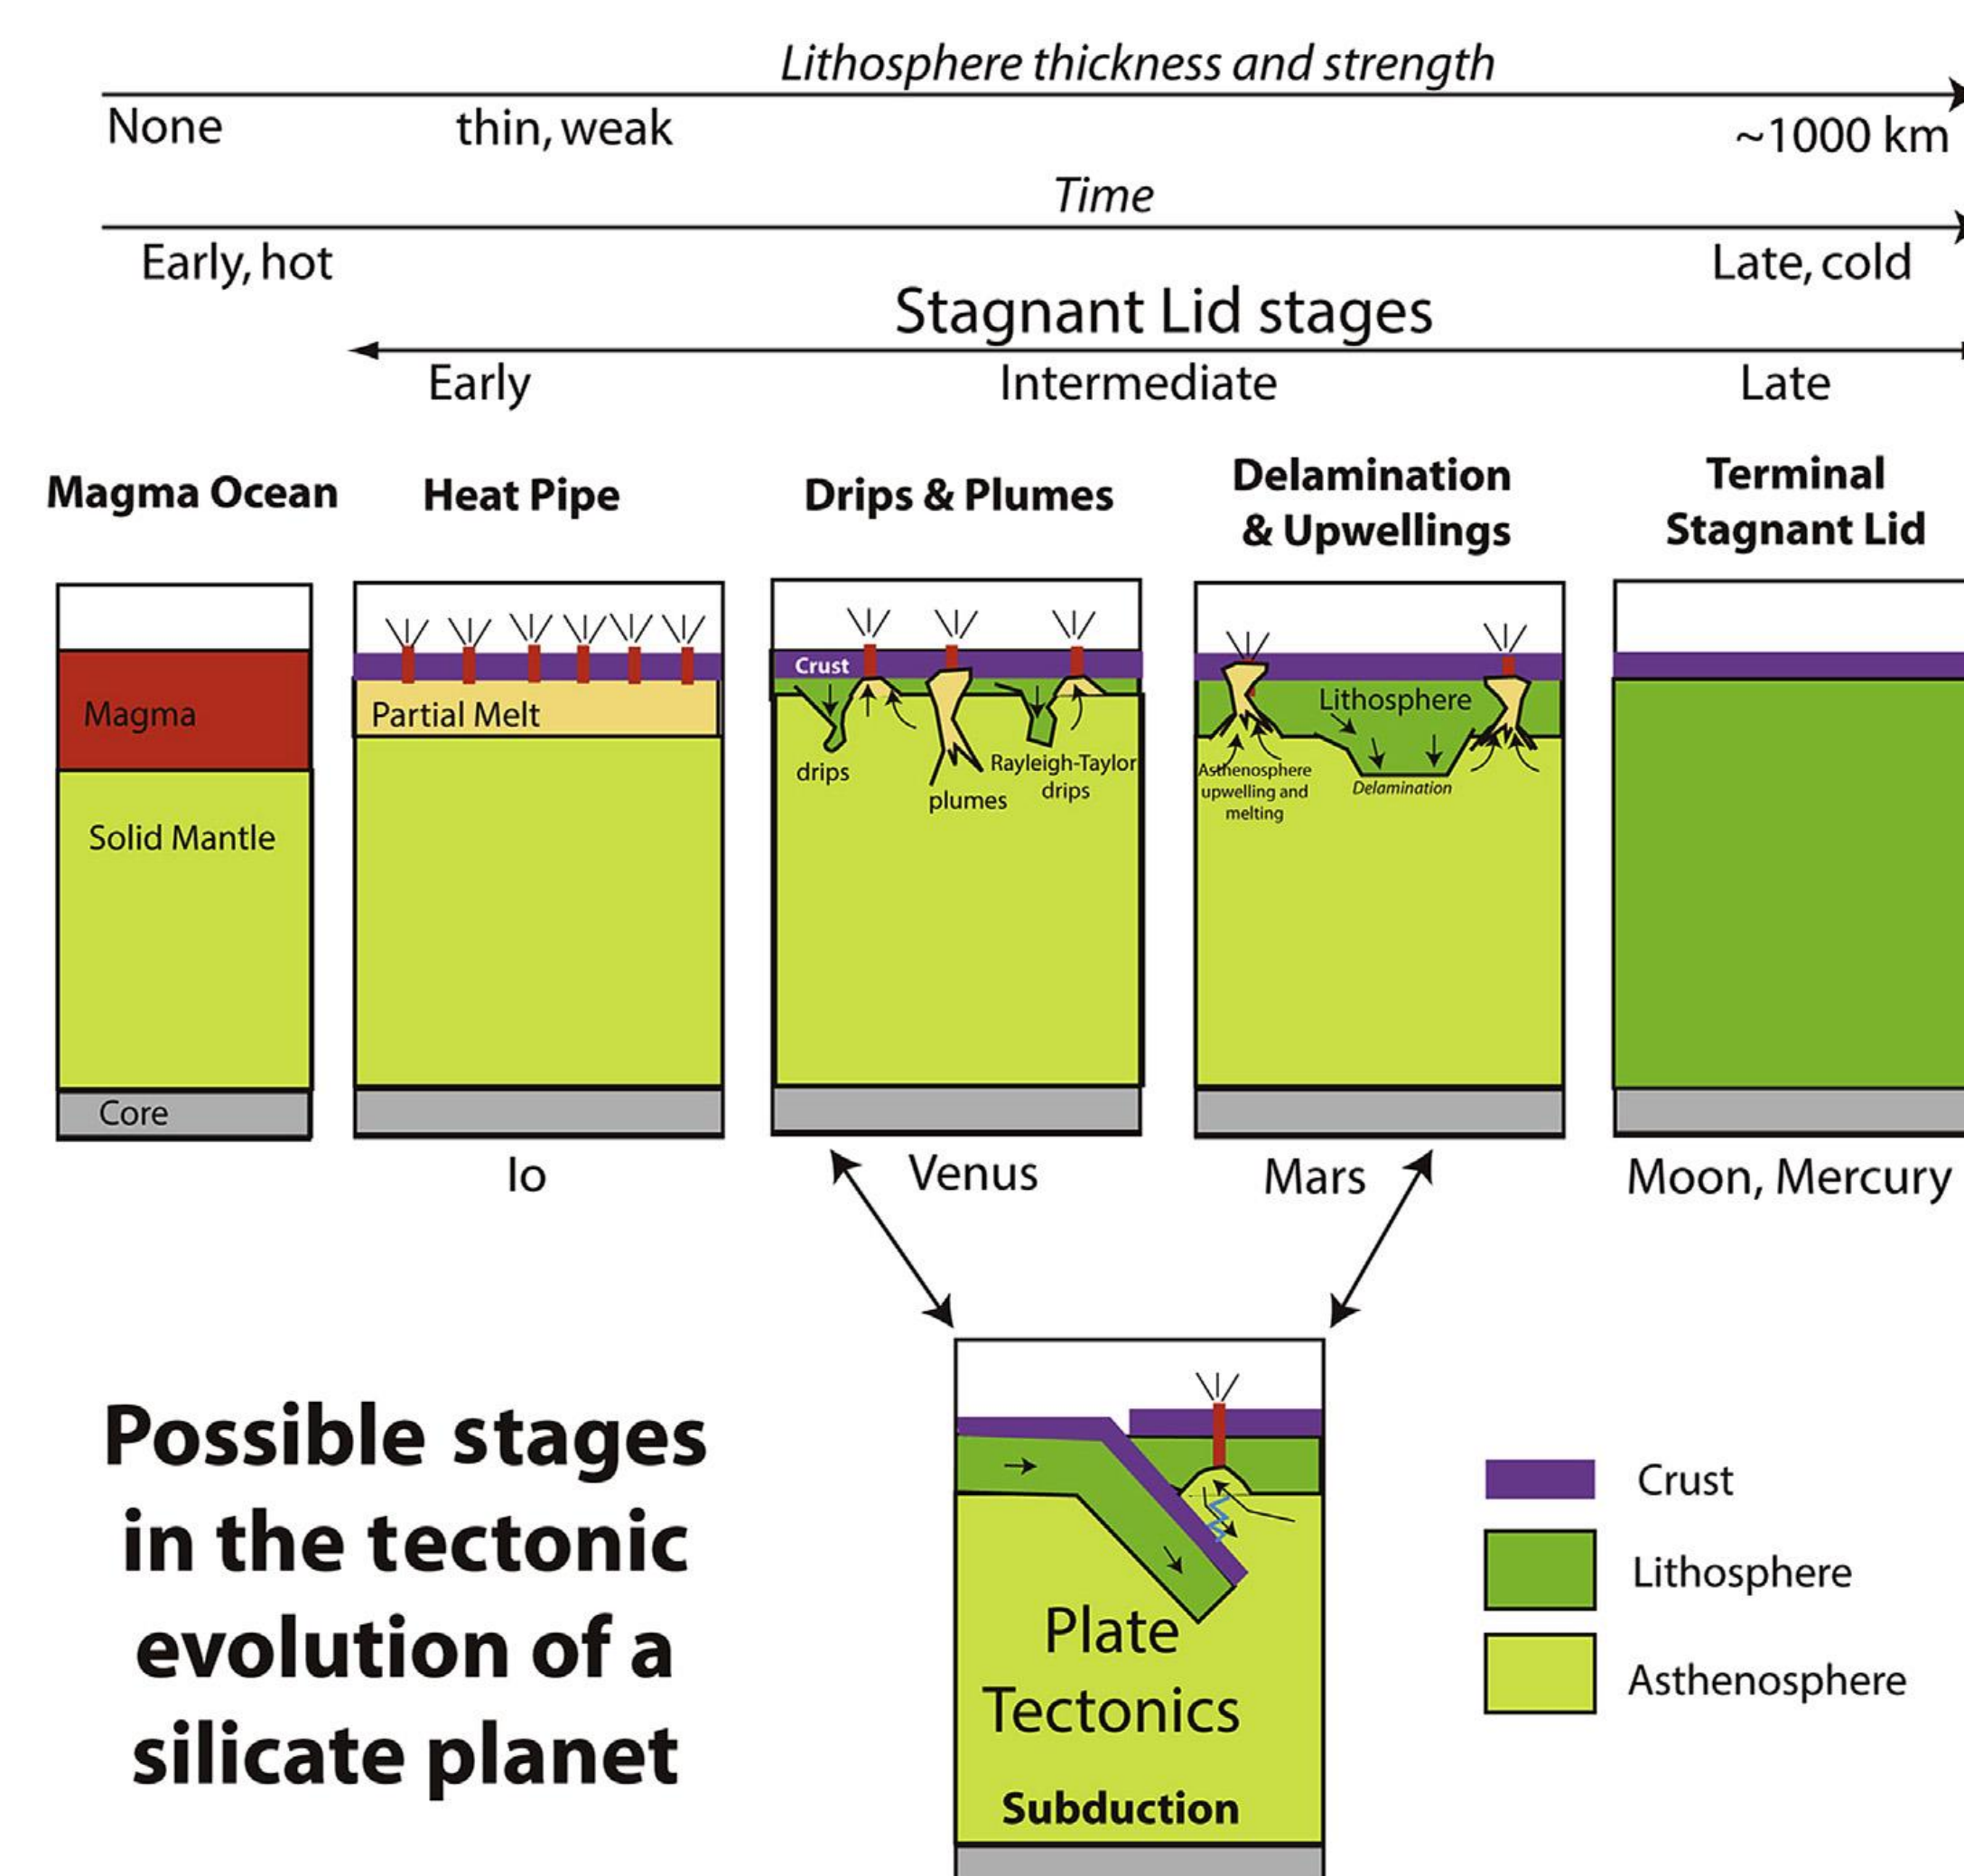 Lithosphere thickness and strength
None thin, weak ~1000 km
Time
Early, hot Late, cold
Stagnant Lid stages
Early Intermediate Late
Magma Ocean
Heat Pipe
Drips & Plumes
Delamination
& Upwellings
Terminal
Stagnant Lid
Magma
Solid Mantle
Core
Partial Melt
Crust
drips
plumes
Rayleigh-Taylor
drips
Lithosphere
Asthenosphere
upwelling and
melting
Delamination
Io
Venus
Mars
Moon, Mercury
Possible stages
in the tectonic
evolution of a
silicate planet
Plate
Tectonics
Subduction
Crust
Lithosphere
Asthenosphere